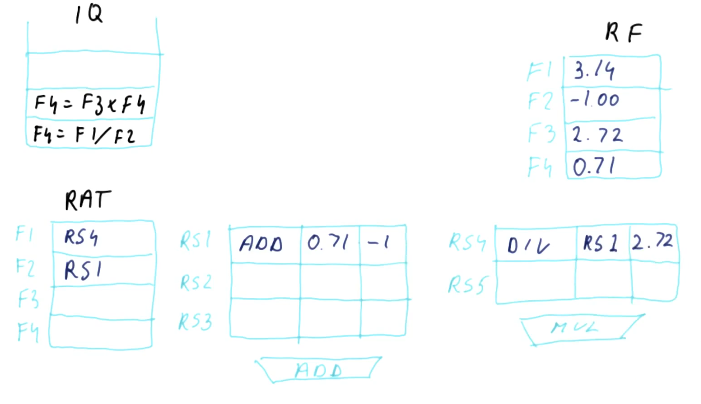 IQ
F4 = F3 x F4
F4 = F1/F2
RF
F1 3.14
F2 -1.00
F3 2.72
F4 0.71
RAT
F1 RS4
F2 RS1
F3
F4
RS1 ADD 0.71 -1
RS2
RS3
ADD
RS4 DIV RS1 2.72
RS5
MUL